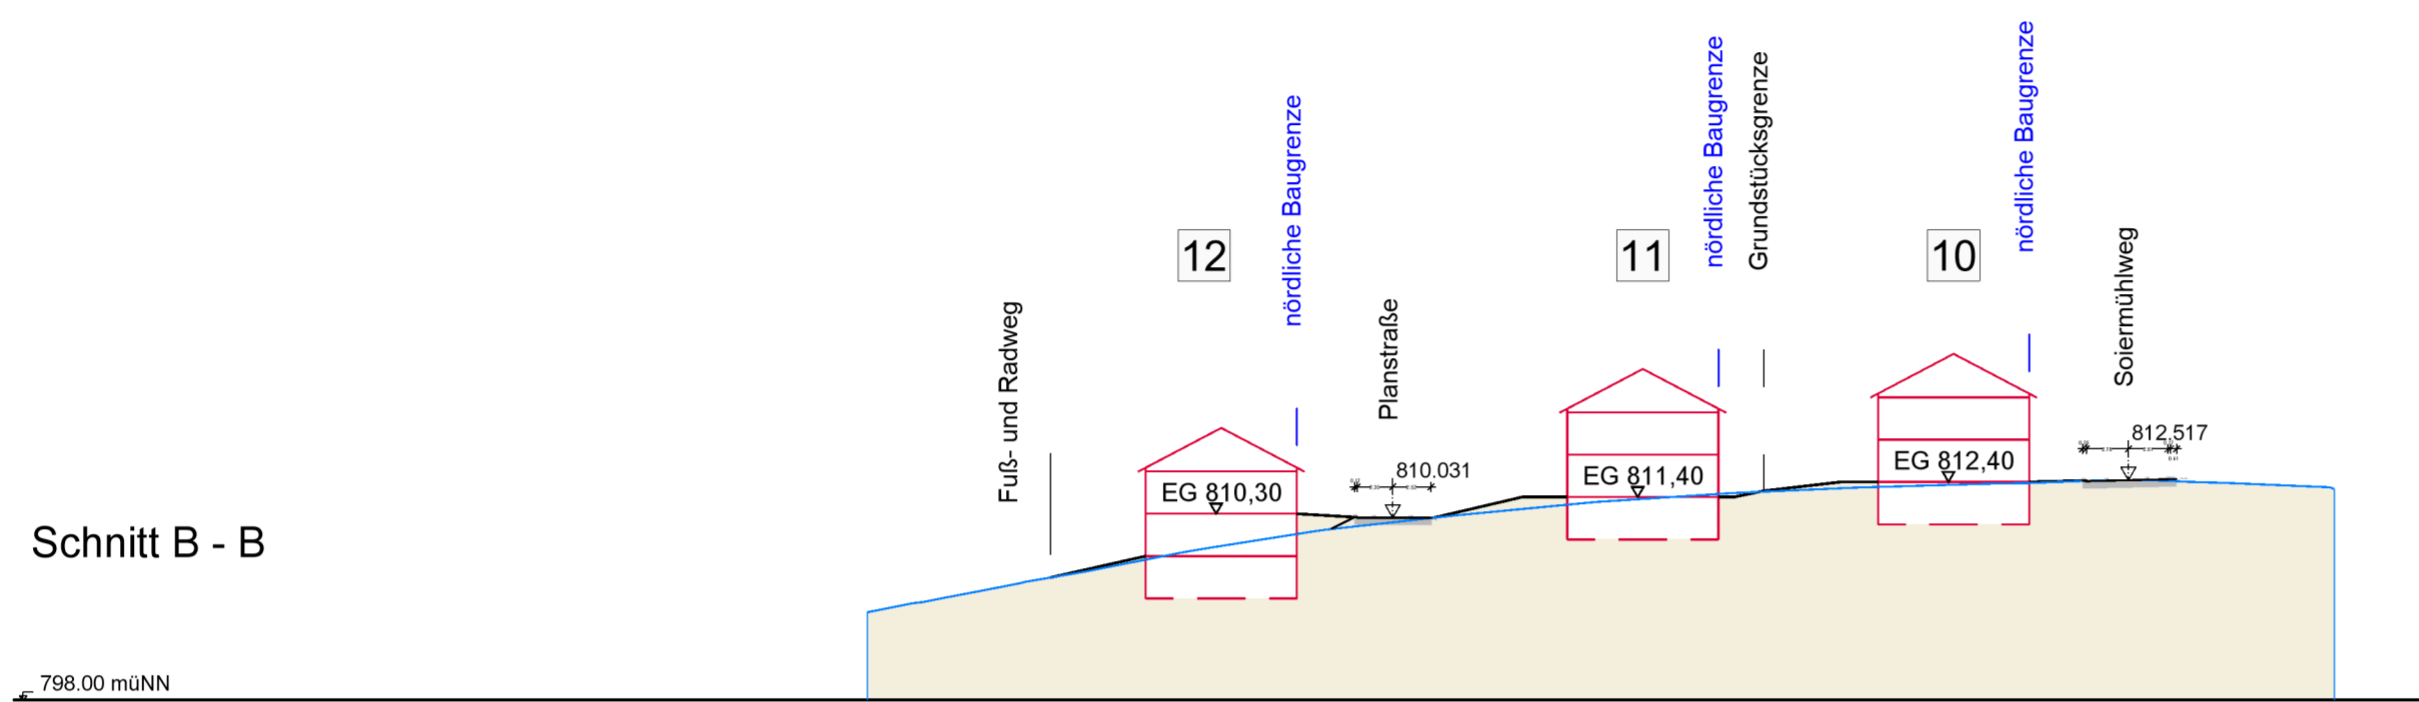 nördliche Baugrenze
nördliche Baugrenze
Grundstücksgrenze
nördliche Baugrenze
12
11
10
Fuß- und Radweg
Planstraße
Soiermühlweg
812.517
810.031
EG 810,30
EG 811,40
EG 812,40
Schnitt B - B
798.00 müNN